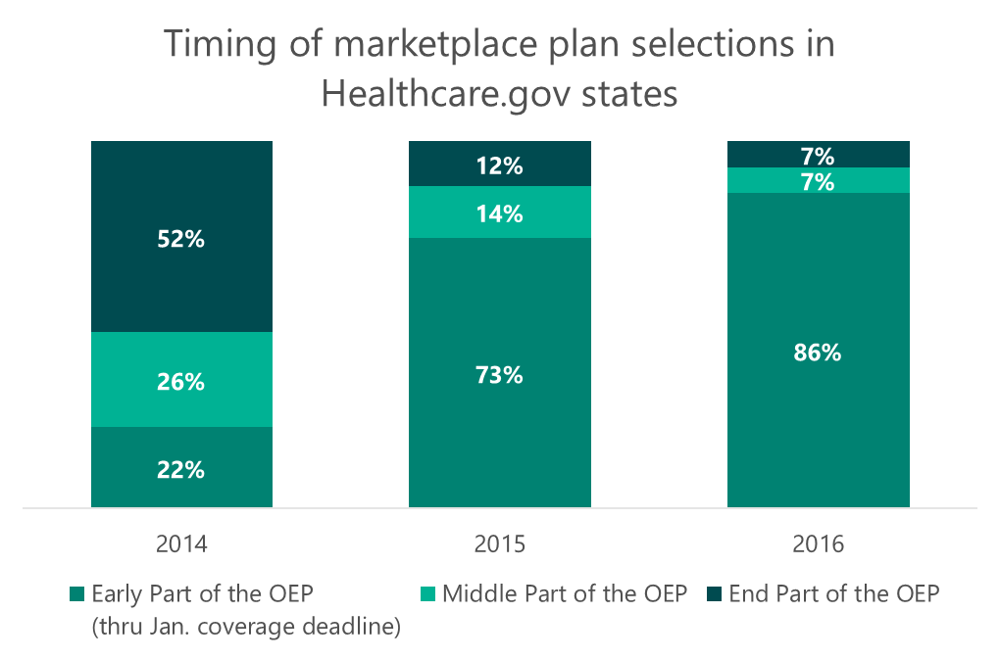 Timing of marketplace plan selections in
Healthcare.gov states
52%
26%
22%
12%
14%
73%
7%
7%
86%
2014
2015
2016
Early Part of the OEP
(thru Jan. coverage deadline)
Middle Part of the OEP
End Part of the OEP